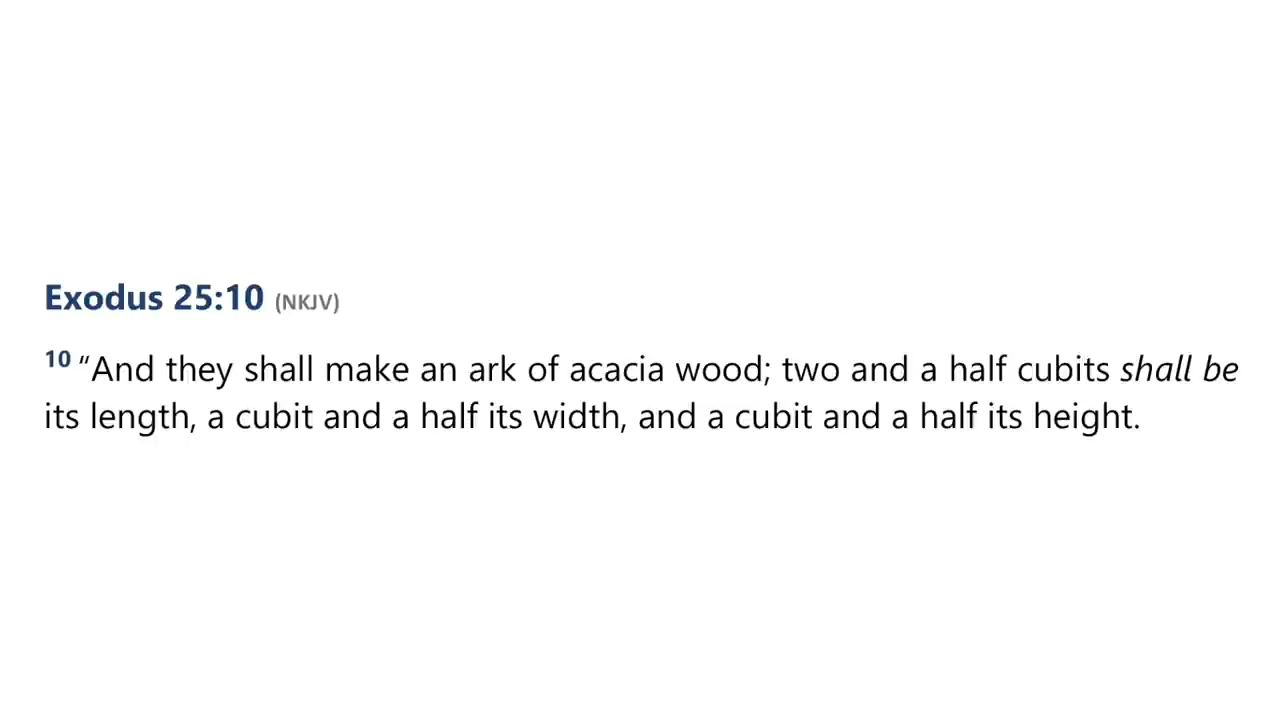 Exodus 25:10 (NKJV)
10 “And they shall make an ark of acacia wood; two and a half cubits shall be
its length, a cubit and a half its width, and a cubit and a half its height.